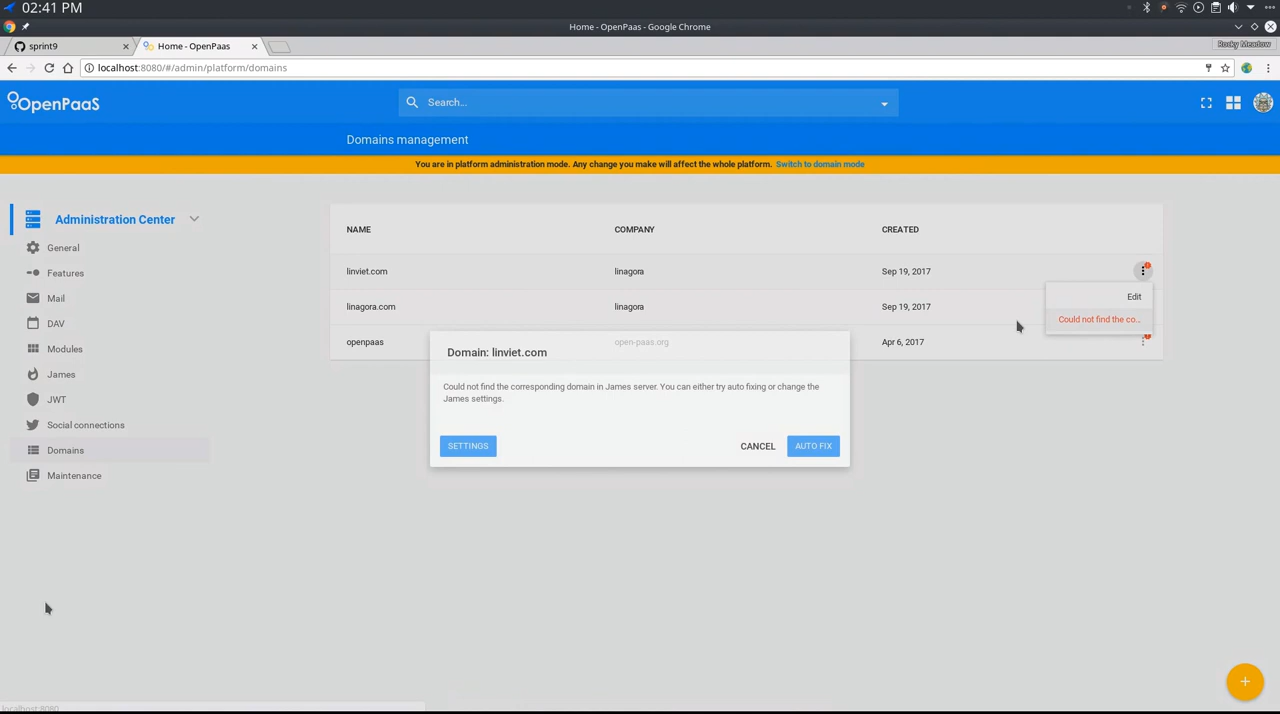 02:41 PM
Home - OpenPaas - Google Chrome
sprint9
Home - OpenPaas
Rosky Meadow
localhost:8080/#/admin/platform/domains
OpenPaaS
Search...
Domains management
You are in platform administration mode. Any change you make will affect the whole platform. Switch to domain mode
Administration Center
General
Features
Mail
DAV
Modules
James
JWT
Social connections
Domains
Maintenance
NAME COMPANY CREATED
linviet.com linagora Sep 19, 2017
Edit
linagora.com linagora Sep 19, 2017
Could not find the co...
openpaas open-paas.org Apr 6, 2017
Domain: linviet.com
Could not find the corresponding domain in James server. You can either try auto fixing or change the
James settings.
SETTINGS CANCEL AUTO FIX
localhost:8080